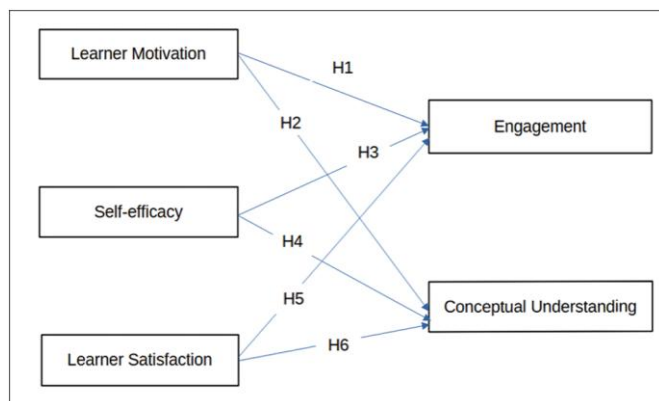 Learner Motivation
H1
Engagement
H2
H3
Self-efficacy
H4
H5
Conceptual Understanding
H6
Learner Satisfaction